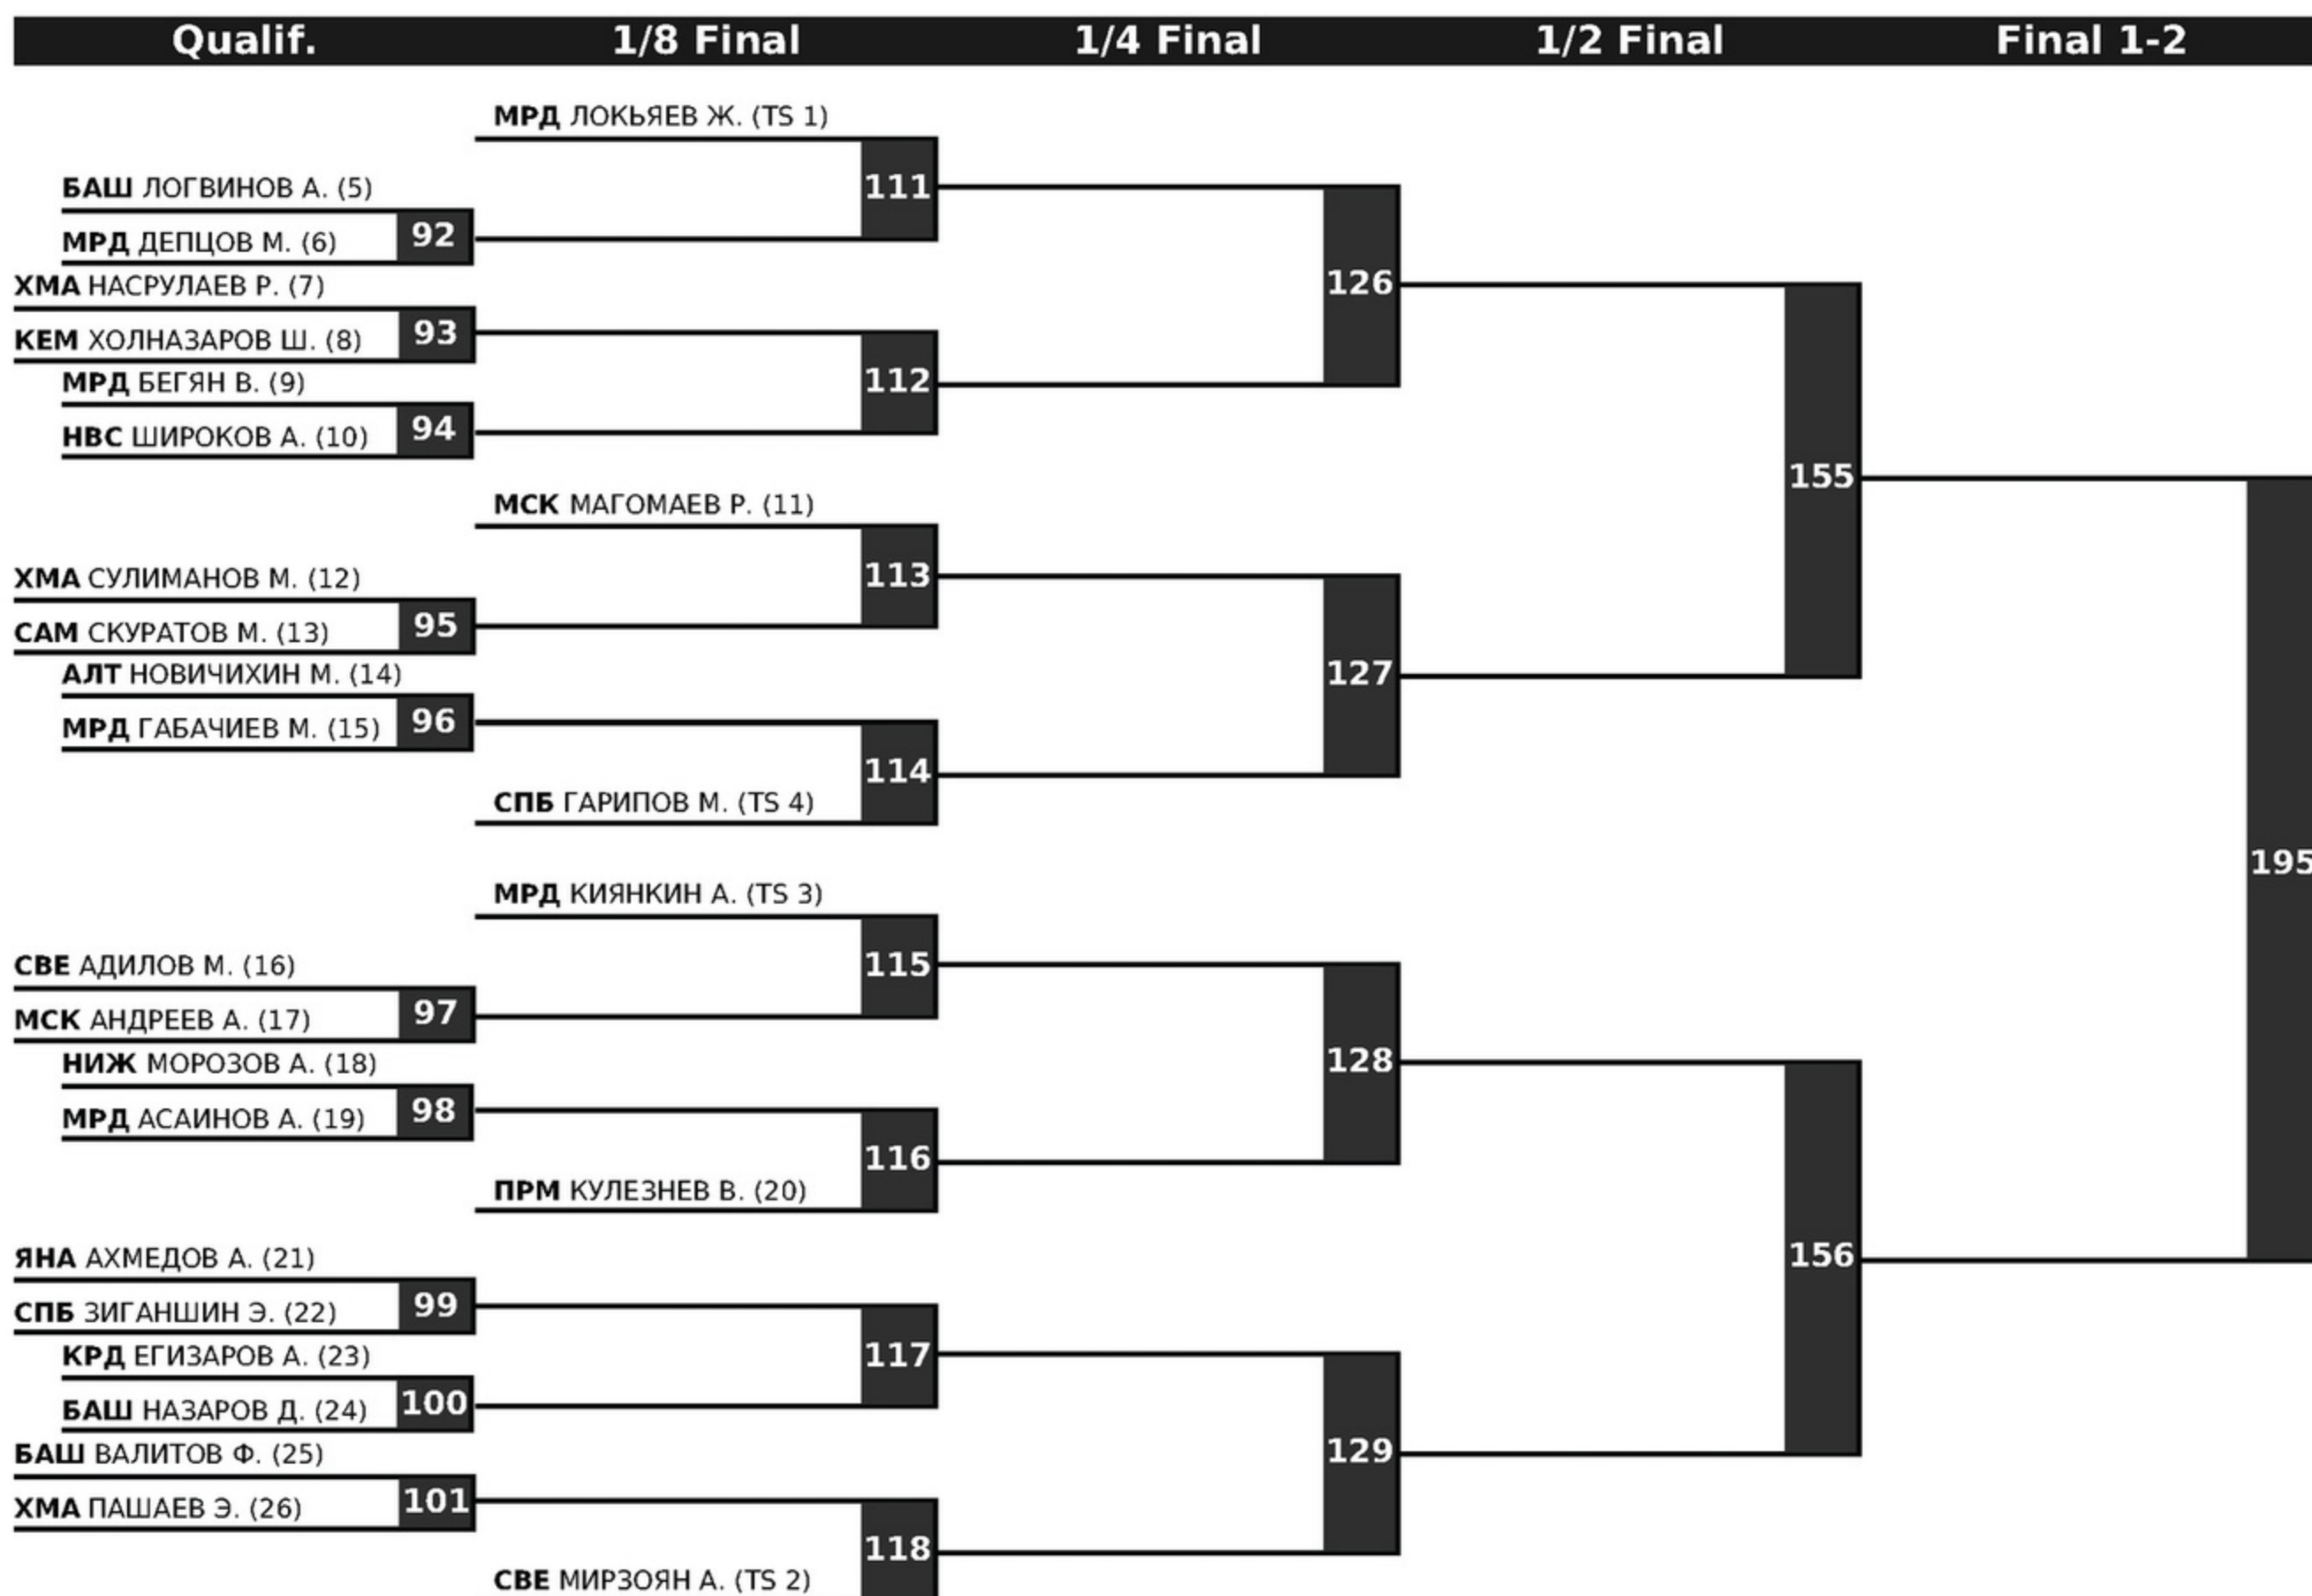 Qualif. 1/8 Final 1/4 Final 1/2 Final Final 1-2
МРД ЛОКЬЯЕВ Ж. (TS 1)
111
БАШ ЛОГВИНОВ А. (5)
92
МРД ДЕПЦОВ М. (6)
ХМА НАСРУЛАЕВ Р. (7)
126
93
КЕМ ХОЛНАЗАРОВ Ш. (8)
МРД БЕГЯН В. (9)
112
94
НВС ШИРОКОВ А. (10)
155
МСК МАГОМАЕВ Р. (11)
113
ХМА СУЛИМАНОВ М. (12)
95
САМ СКУРАТОВ М. (13)
АЛТ НОВИЧИХИН М. (14)
127
96
МРД ГАБАЧИЕВ М. (15)
114
СПБ ГАРИПОВ М. (TS 4)
195
МРД КИЯНКИН А. (TS 3)
115
СВЕ АДИЛОВ М. (16)
97
МСК АНДРЕЕВ А. (17)
НИЖ МОРОЗОВ А. (18)
128
98
МРД АСАИНОВ А. (19)
116
ПРМ КУЛЕЗНЕВ В. (20)
156
ЯНА АХМЕДОВ А. (21)
99
СПБ ЗИГАНШИН Э. (22)
КРД ЕГИЗАРОВ А. (23)
117
100
БАШ НАЗАРОВ Д. (24)
БАШ ВАЛИТОВ Ф. (25)
129
101
ХМА ПАШАЕВ Э. (26)
118
СВЕ МИРЗОЯН А. (TS 2)